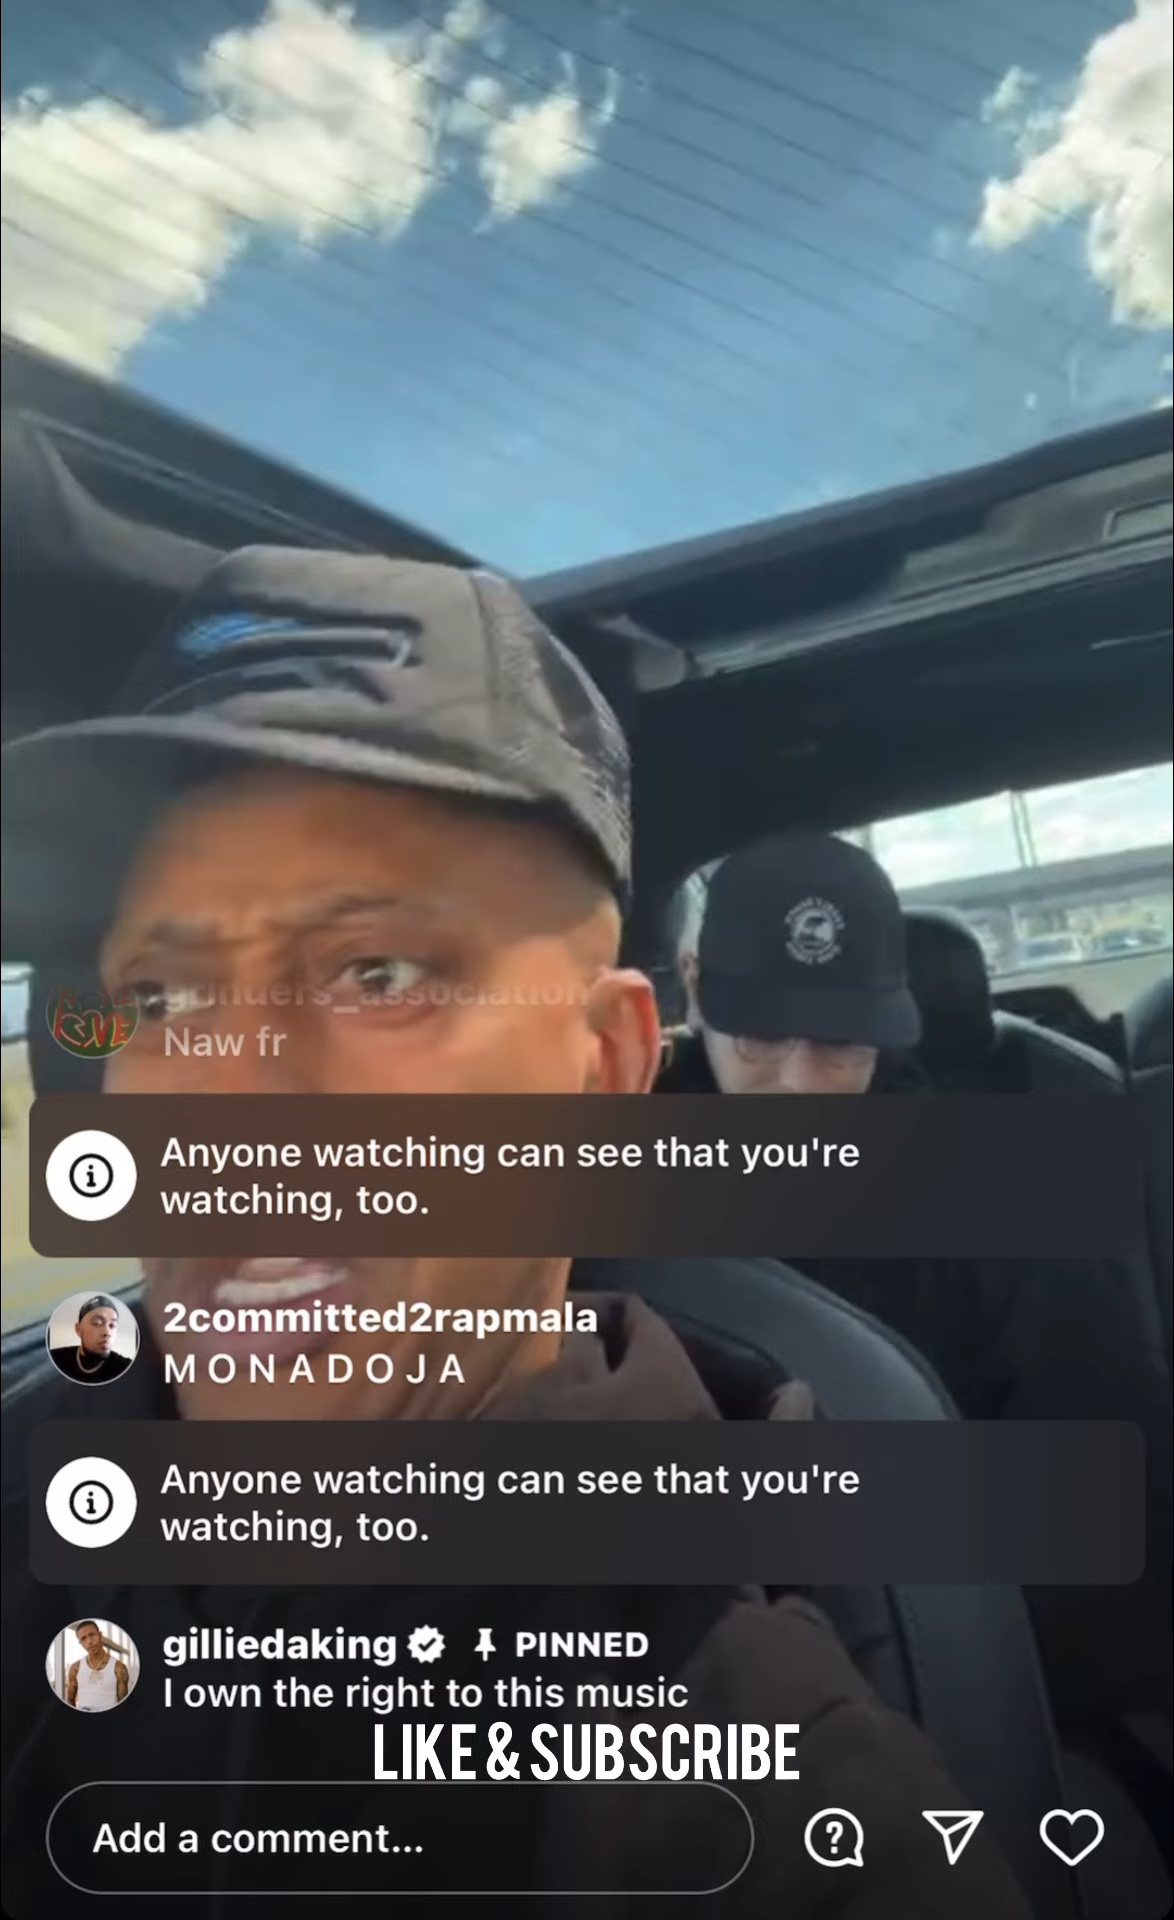 grinders_association
Naw fr
Anyone watching can see that you're
watching, too.
2committed2rapmala
M O N A D O J A
Anyone watching can see that you're
watching, too.
gilliedaking PINNED
I own the right to this music
LIKE & SUBSCRIBE
Add a comment...